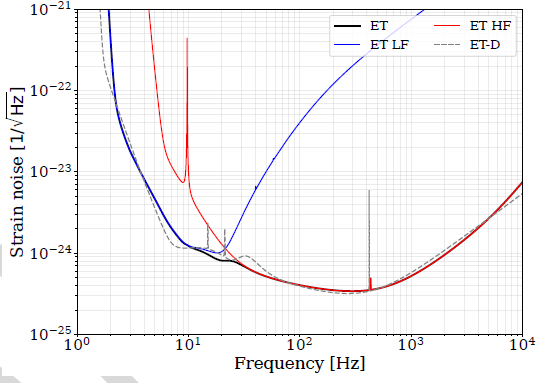 10⁻²¹
10⁻²²
10⁻²³
10⁻²⁴
10⁻²⁵
Strain noise [1/√Hz]
ET
ET LF
ET HF
ET-D
10⁰
10¹
10²
10³
10⁴
Frequency [Hz]